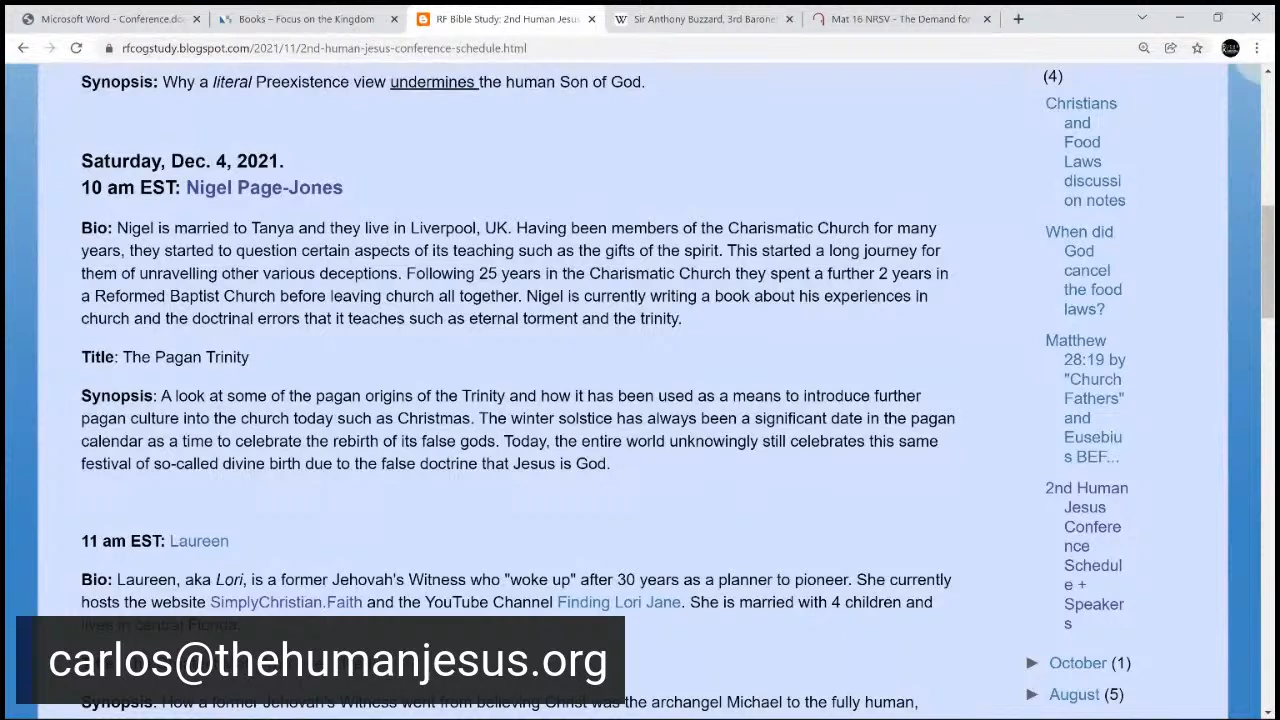 Microsoft Word - Conference.do
Books – Focus on the Kingdom
RF Bible Study: 2nd Human Jesus
Sir Anthony Buzzard, 3rd Barone
Mat 16 NRSV - The Demand for
rfcogstudy.blogspot.com/2021/11/2nd-human-jesus-conference-schedule.html
Synopsis: Why a literal Preexistence view undermines the human Son of God.
Saturday, Dec. 4, 2021.
10 am EST: Nigel Page-Jones
Bio: Nigel is married to Tanya and they live in Liverpool, UK. Having been members of the Charismatic Church for many
years, they started to question certain aspects of its teaching such as the gifts of the spirit. This started a long journey for
them of unravelling other various deceptions. Following 25 years in the Charismatic Church they spent a further 2 years in
a Reformed Baptist Church before leaving church all together. Nigel is currently writing a book about his experiences in
church and the doctrinal errors that it teaches such as eternal torment and the trinity.
Title: The Pagan Trinity
Synopsis: A look at some of the pagan origins of the Trinity and how it has been used as a means to introduce further
pagan culture into the church today such as Christmas. The winter solstice has always been a significant date in the pagan
calendar as a time to celebrate the rebirth of its false gods. Today, the entire world unknowingly still celebrates this same
festival of so-called divine birth due to the false doctrine that Jesus is God.
11 am EST: Laureen
Bio: Laureen, aka Lori, is a former Jehovah's Witness who "woke up" after 30 years as a planner to pioneer. She currently
hosts the website SimplyChristian.Faith and the YouTube Channel Finding Lori Jane. She is married with 4 children and
lives in central Florida.
Synopsis: How a former Jehovah's Witness went from believing Christ was the archangel Michael to the fully human,
carlos@thehumanjesus.org
(4)
Christians
and
Food
Laws
discussi
on notes
When did
God
cancel
the food
laws?
Matthew
28:19 by
"Church
Fathers"
and
Eusebiu
s BEF...
2nd Human
Jesus
Confere
nce
Schedul
e +
Speaker
s
► October (1)
► August (5)